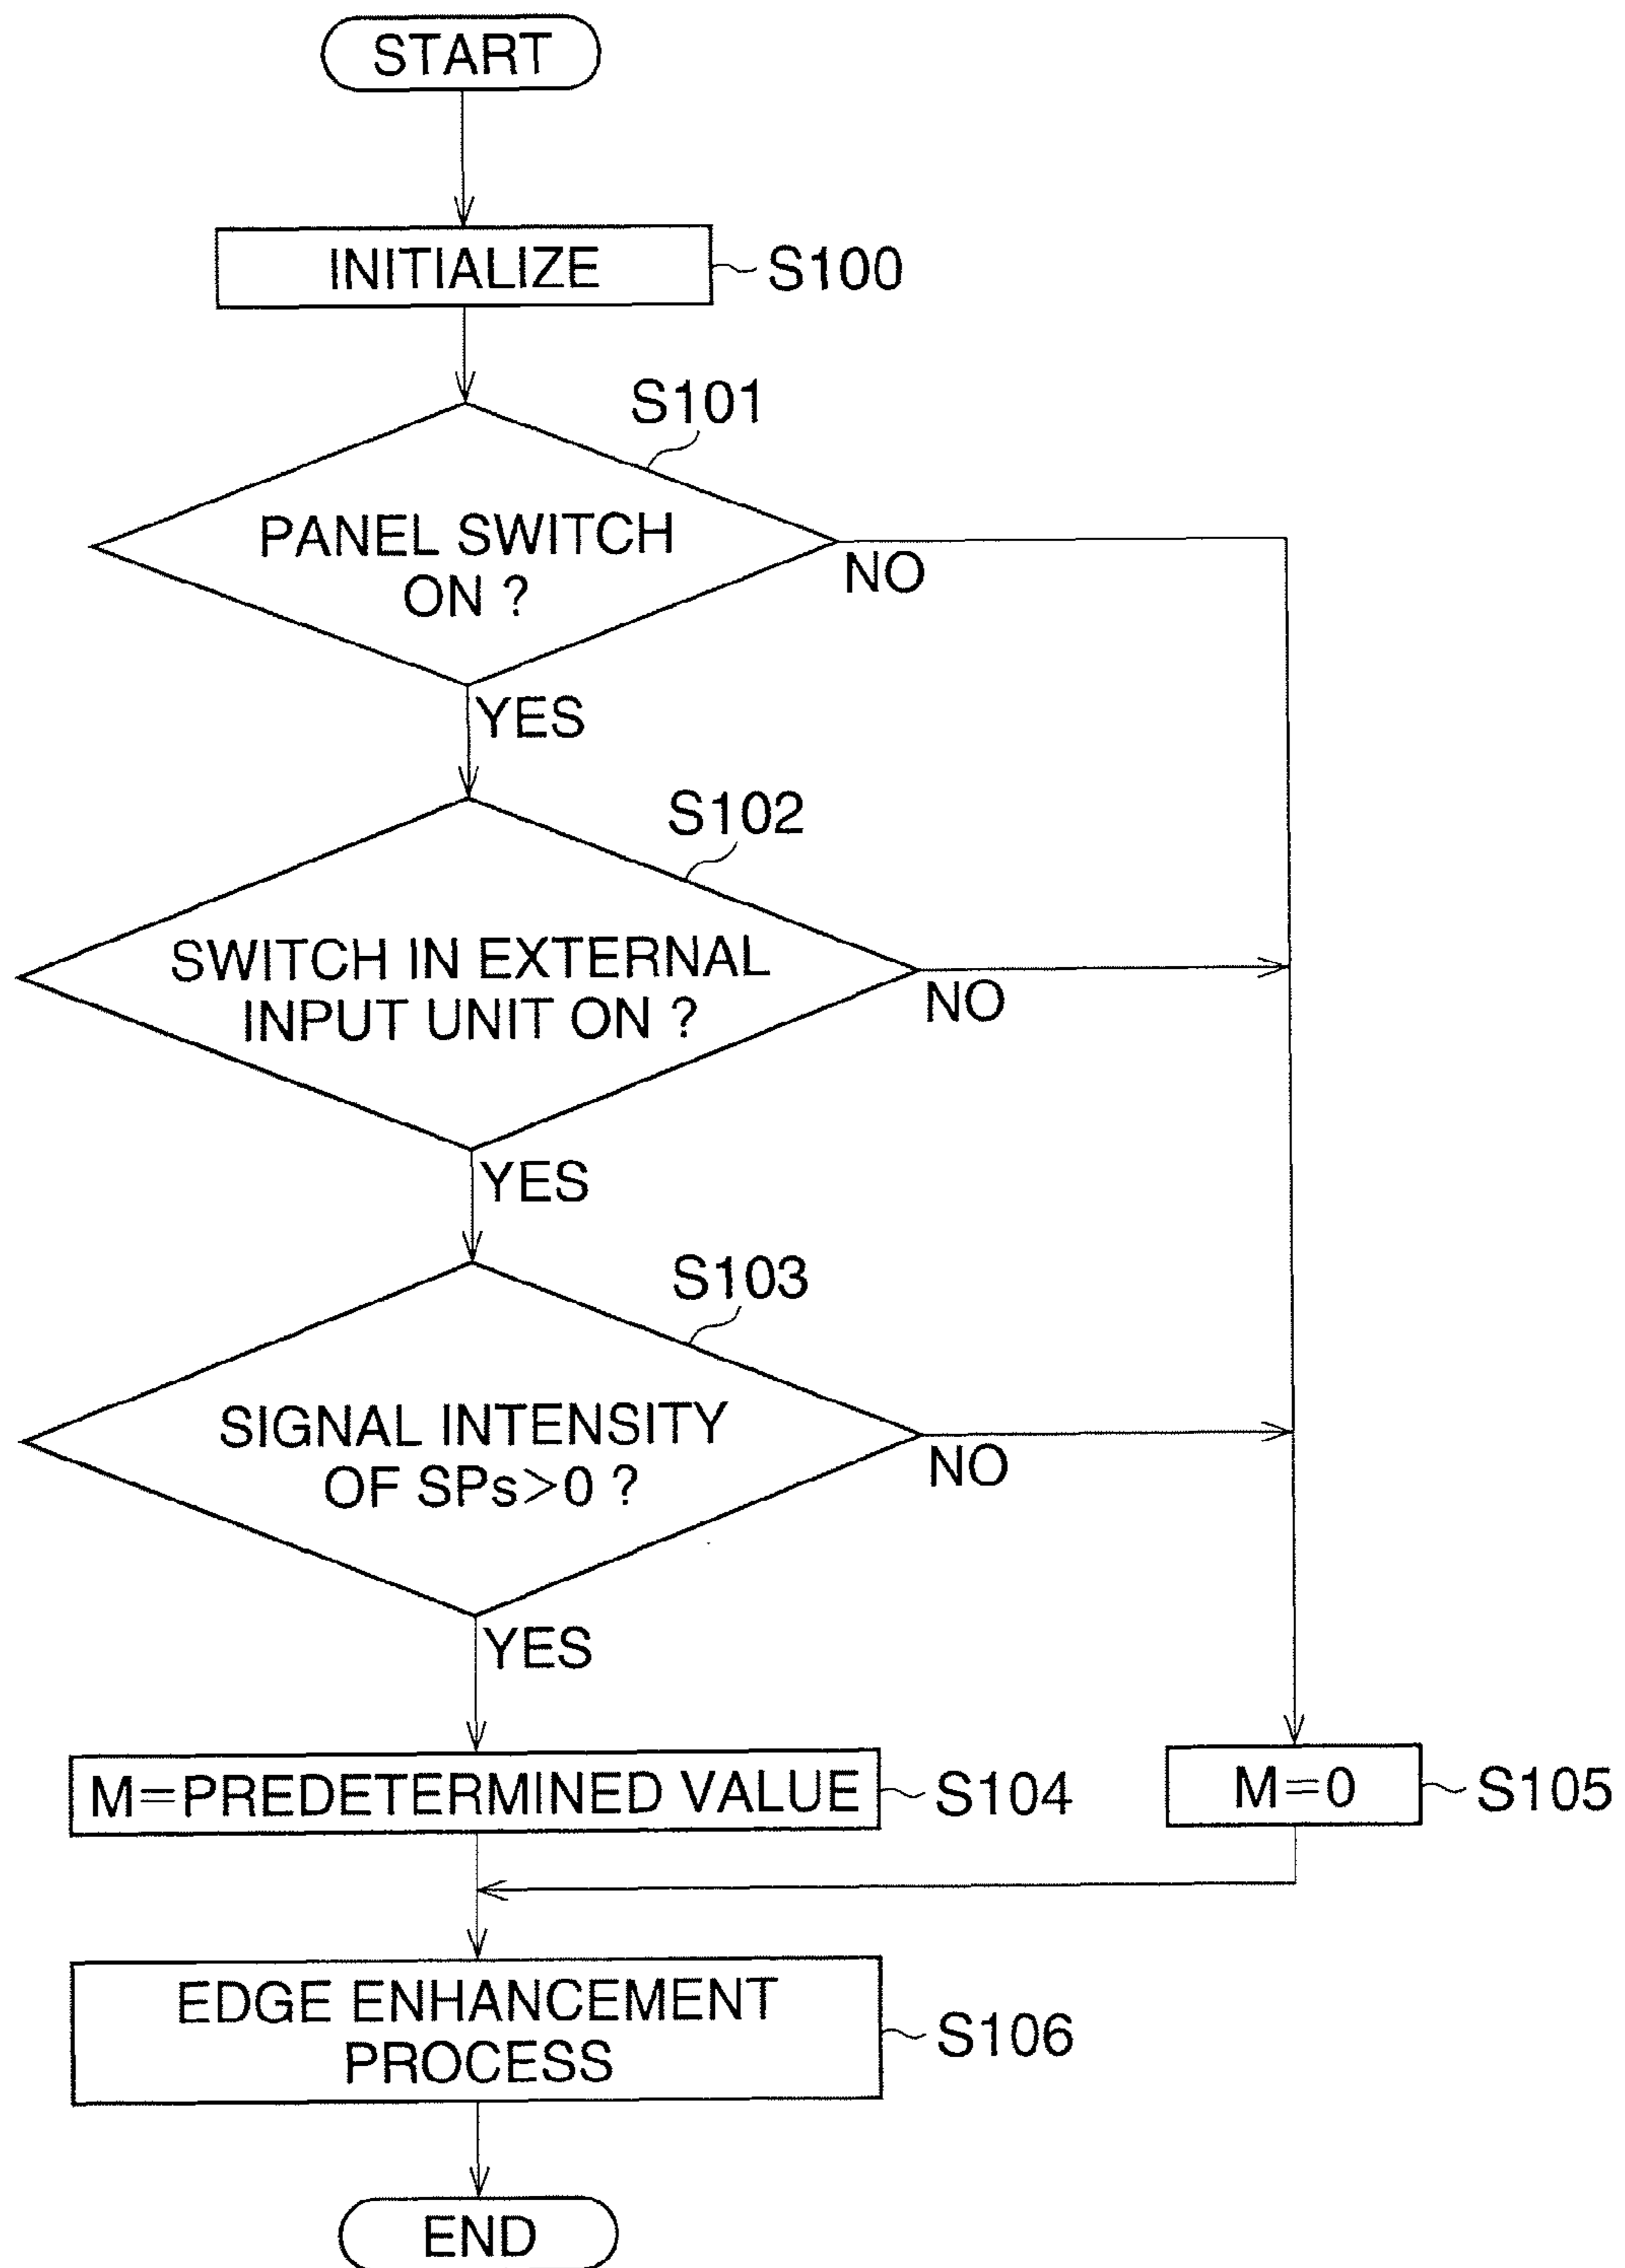 START
INITIALIZE
S100
S101
PANEL SWITCH
ON ?
NO
YES
S102
SWITCH IN EXTERNAL
INPUT UNIT ON ?
NO
YES
S103
SIGNAL INTENSITY
OF SPs>0 ?
NO
YES
M=PREDETERMINED VALUE
S104
M=0
S105
EDGE ENHANCEMENT
PROCESS
S106
END